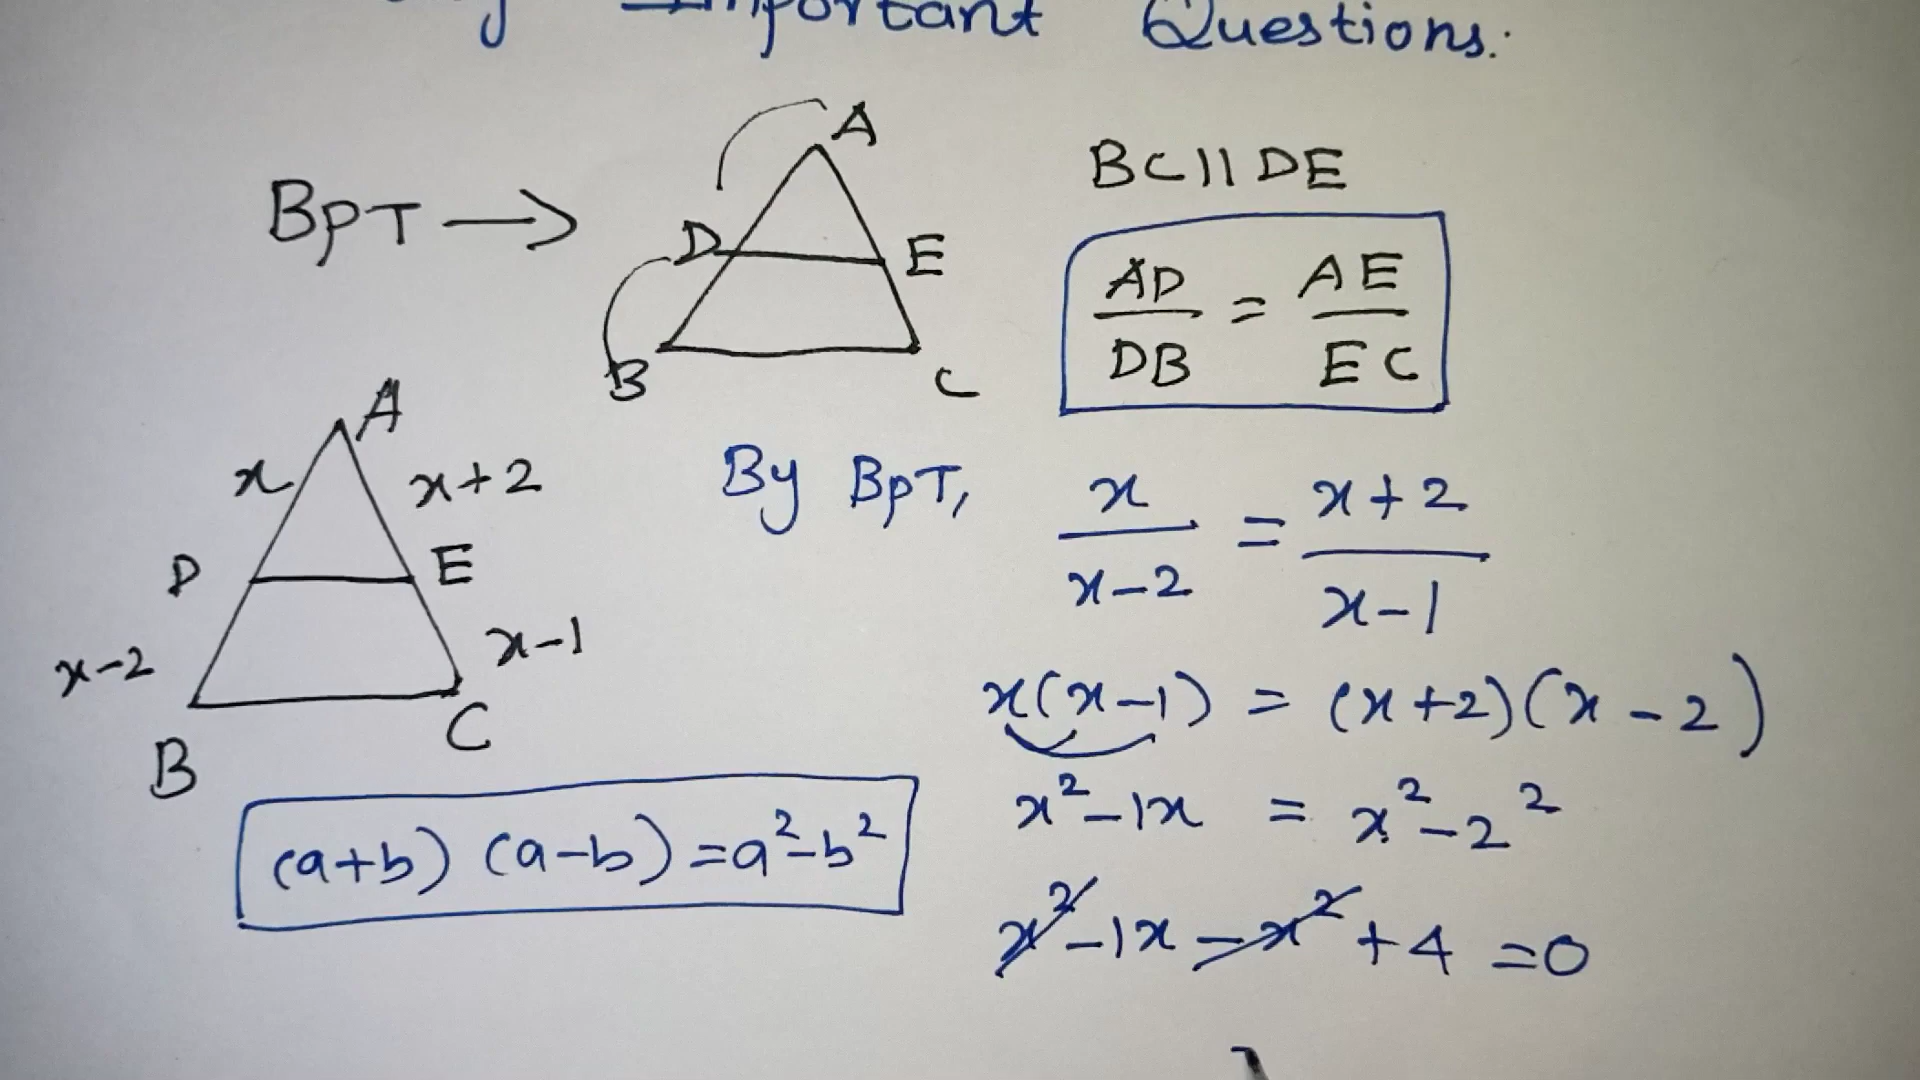 Important Questions.
BPT →
A
D
E
B
C
BC || DE
AD/DB = AE/EC
A
x
x+2
D
E
x-2
x-1
B
C
By BPT, x/x-2 = x+2/x-1
x(x-1) = (x+2)(x-2)
x²-1x = x²-2²
(a+b) (a-b) = a²-b²
x²-1x-x²+4 =0